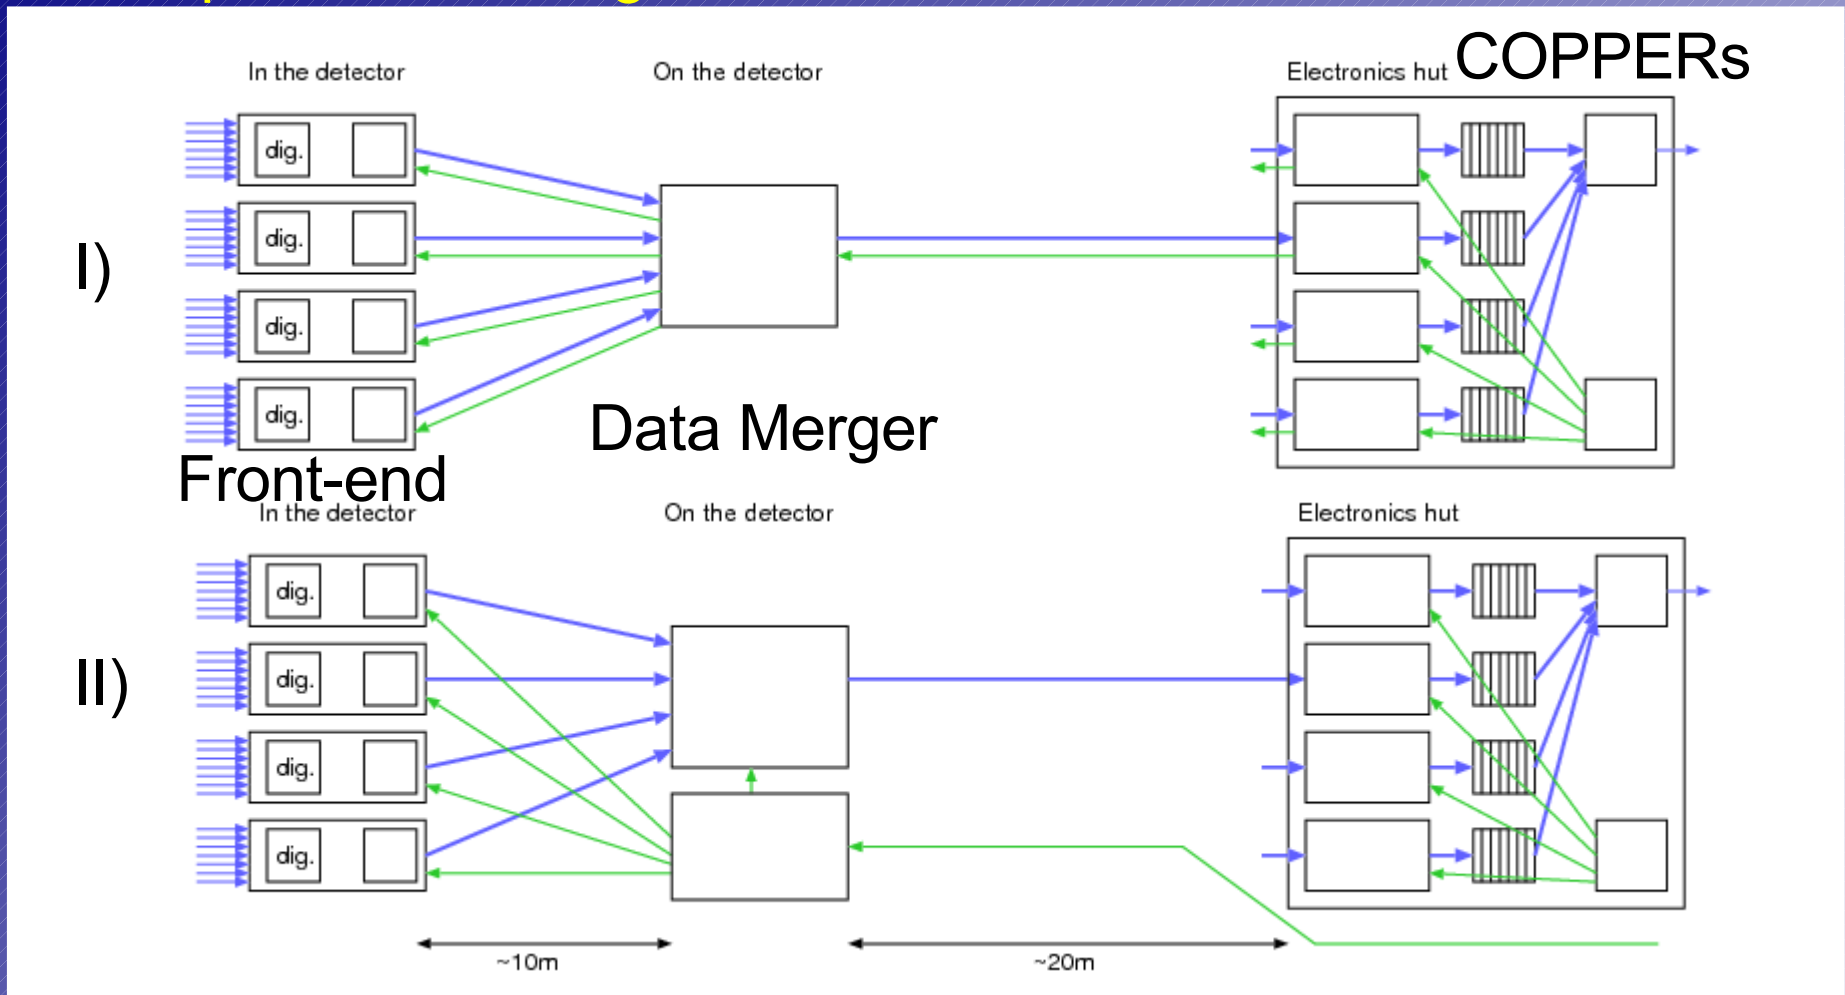 In the detector
On the detector
Electronics hut
COPPERs
dig.
dig.
I)
dig.
dig.
Data Merger
Front-end
In the detector
On the detector
Electronics hut
dig.
dig.
II)
dig.
dig.
~10m
~20m